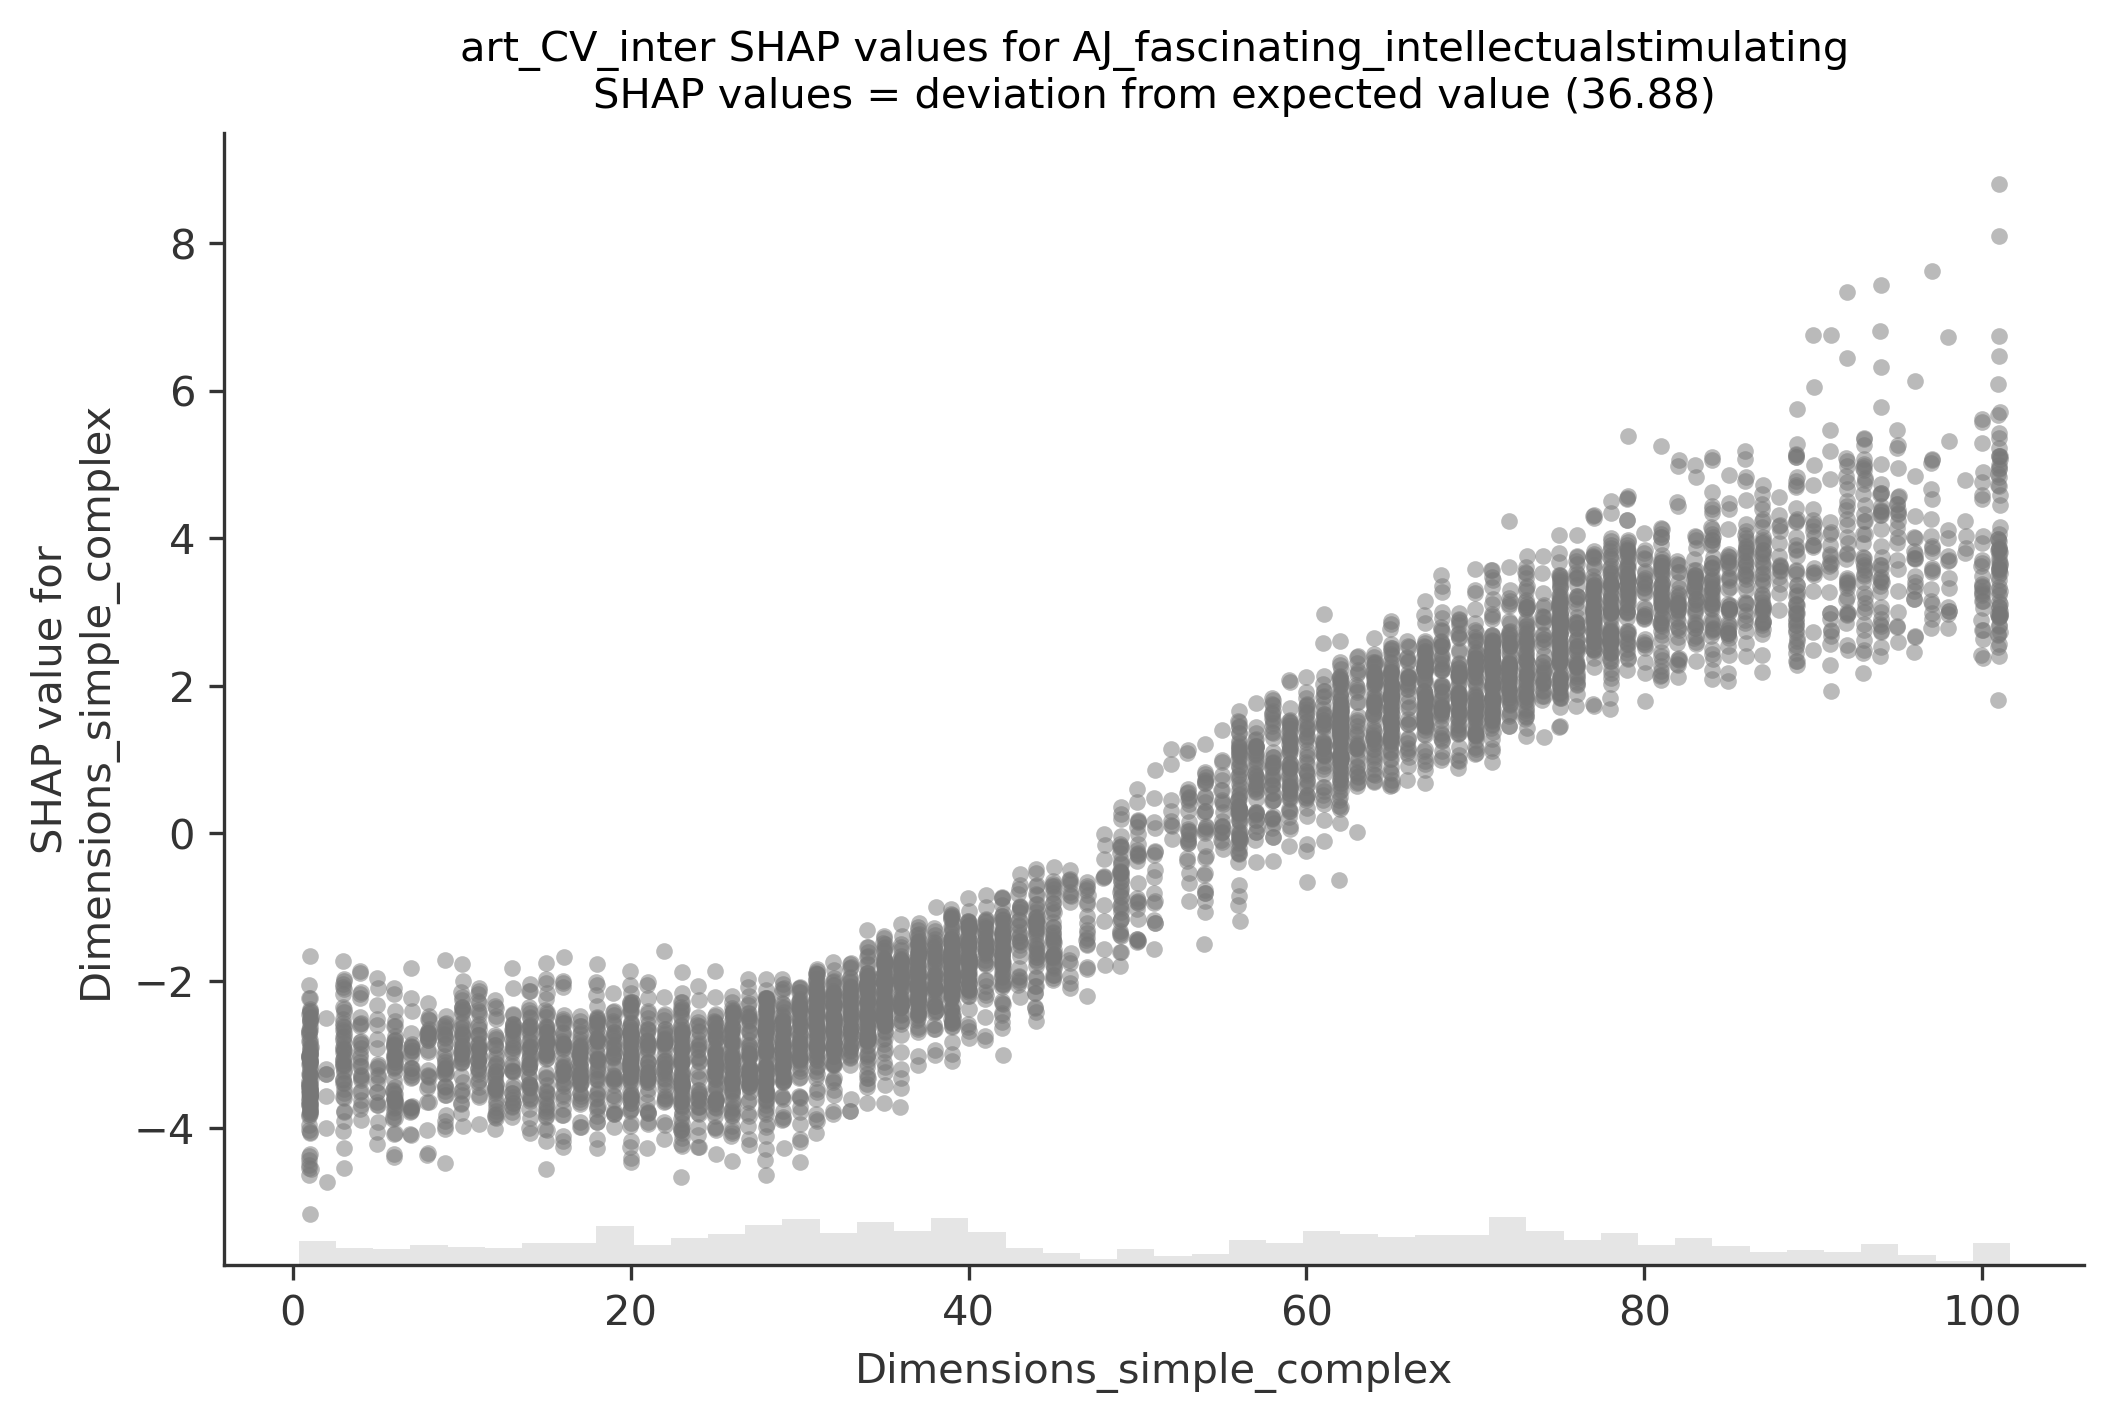 art_CV_inter SHAP values for AJ_fascinating_intellectualstimulating
SHAP values = deviation from expected value (36.88)
SHAP value for
Dimensions_simple_complex
8
6
4
2
0
−2
−4
0
20
40
60
80
100
Dimensions_simple_complex